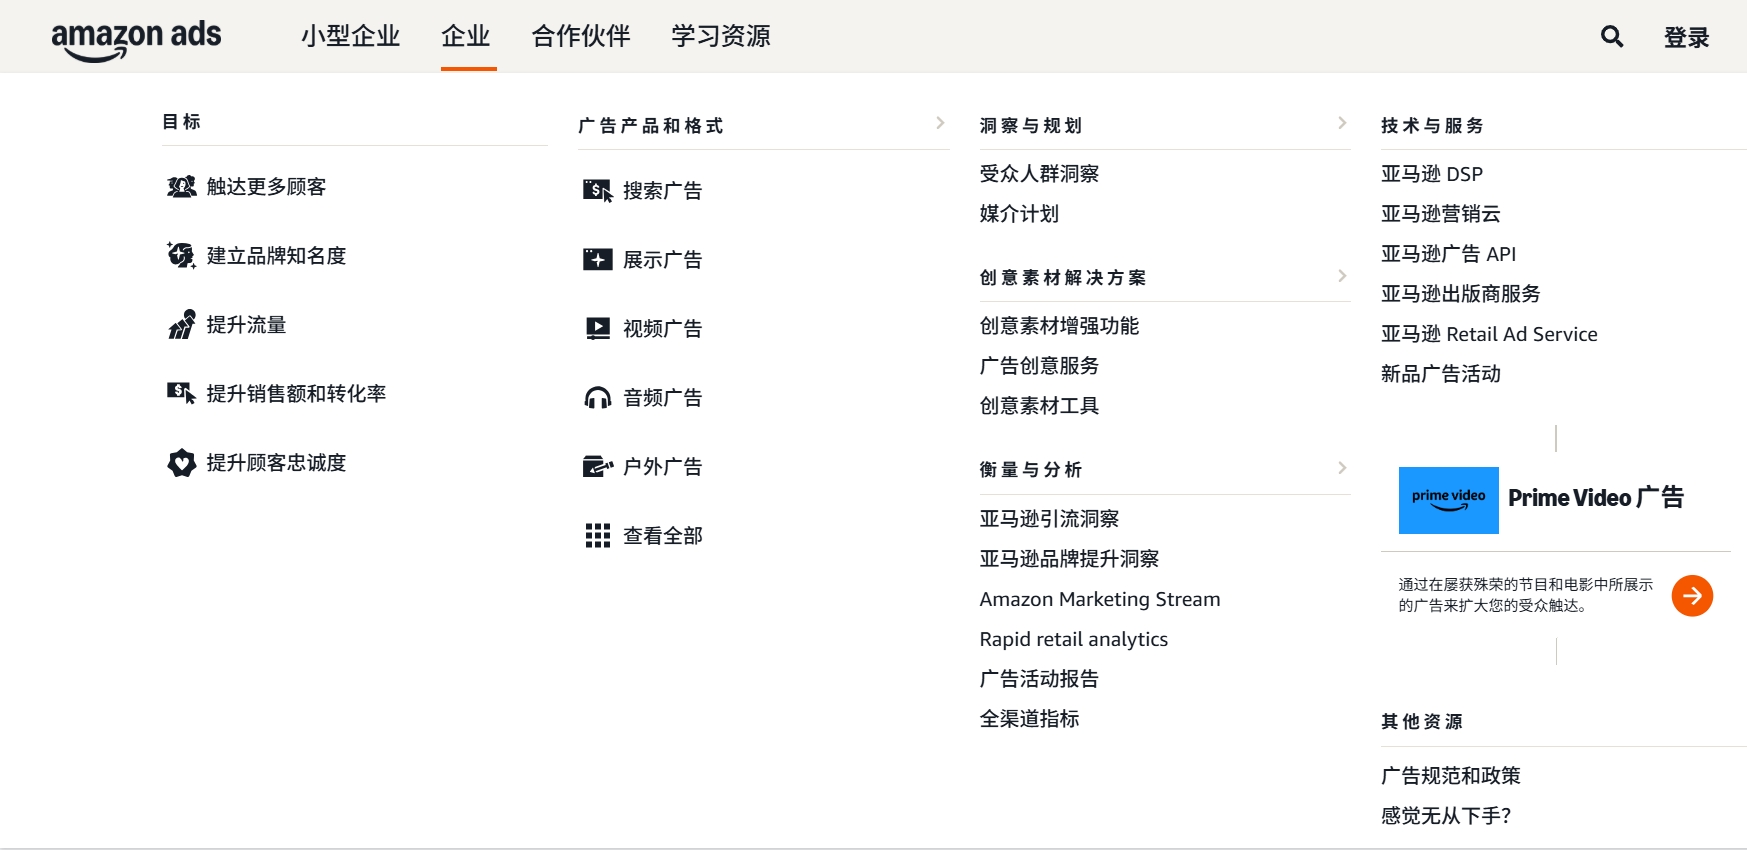 amazon ads
小型企业
企业
合作伙伴
学习资源
登录
目标
触达更多顾客
建立品牌知名度
提升流量
提升销售额和转化率
提升顾客忠诚度
广告产品和格式
搜索广告
展示广告
视频广告
音频广告
户外广告
查看全部
洞察与规划
受众人群洞察
媒介计划
创意素材解决方案
创意素材增强功能
广告创意服务
创意素材工具
衡量与分析
亚马逊引流洞察
亚马逊品牌提升洞察
Amazon Marketing Stream
Rapid retail analytics
广告活动报告
全渠道指标
技术与服务
亚马逊 DSP
亚马逊营销云
亚马逊广告 API
亚马逊出版商服务
亚马逊 Retail Ad Service
新品广告活动
prime video
Prime Video 广告
通过在屡获殊荣的节目和电影中所展示
的广告来扩大您的受众触达。
其他资源
广告规范和政策
感觉无从下手?